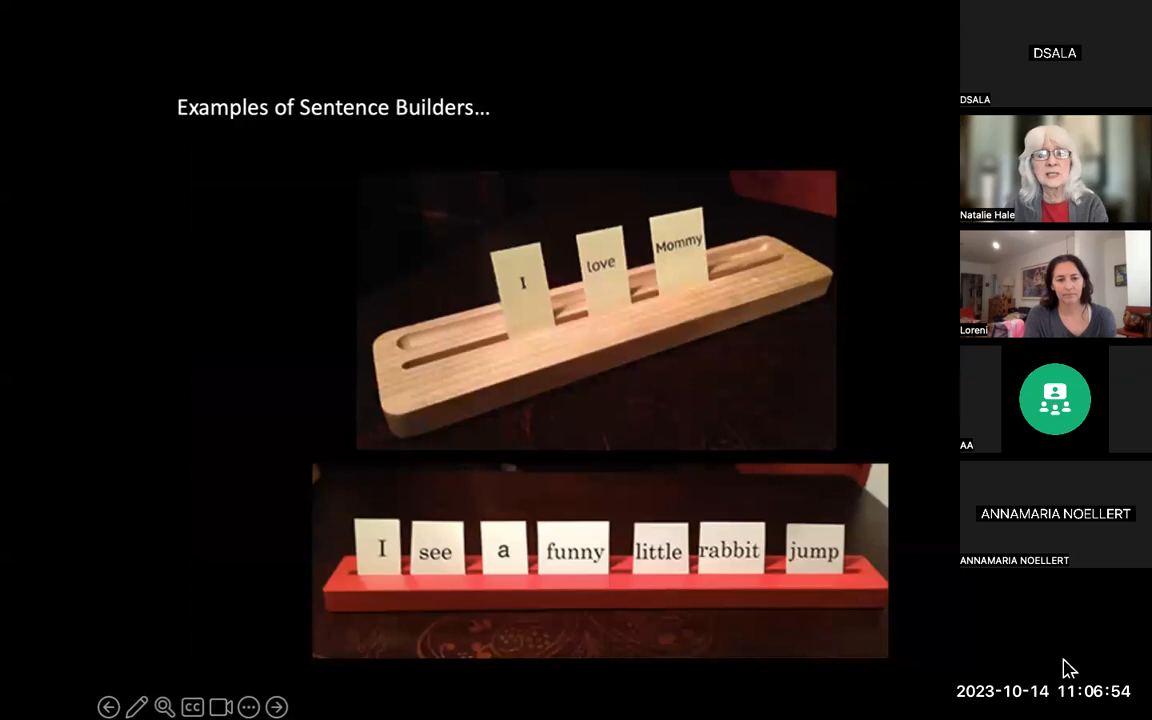 Examples of Sentence Builders...
I love Mommy
I see a funny little rabbit jump
DSALA
DSALA
Natalie Hale
Loreni
AA
ANNAMARIA NOELLERT
ANNAMARIA NOELLERT
CC
2023-10-14 11:06:54